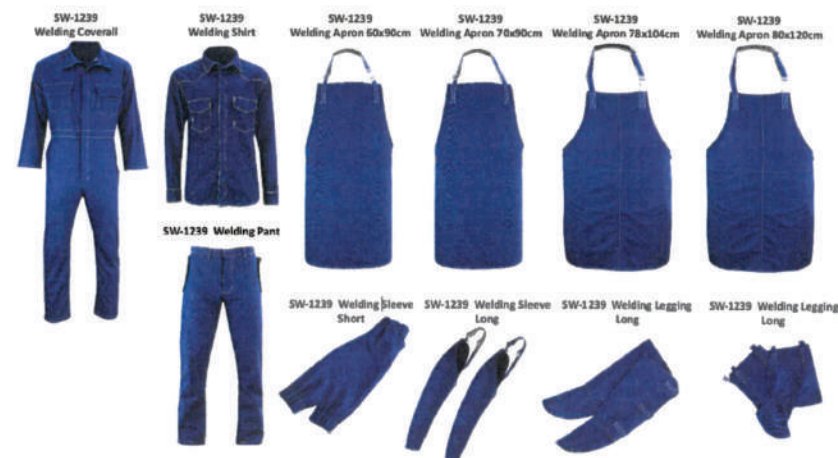 SW-1239
Welding Coverall
SW-1239
Welding Shirt
SW-1239
Welding Apron 60x90cm
SW-1239
Welding Apron 70x90cm
SW-1239
Welding Apron 78x104cm
SW-1239
Welding Apron 80x120cm
SW-1239 Welding Pant
SW-1239 Welding Sleeve
Short
SW-1239 Welding Sleeve
Long
SW-1239 Welding Legging
Long
SW-1239 Welding Legging
Long